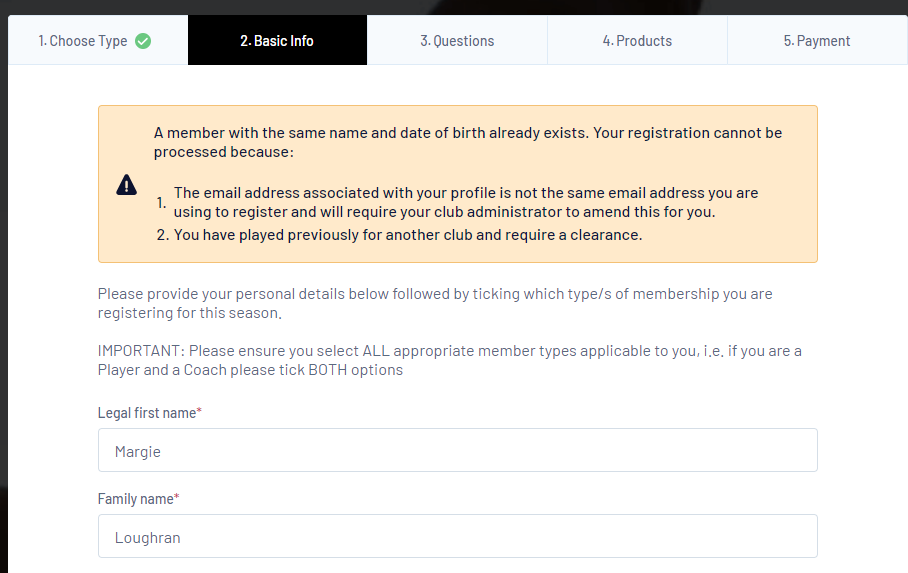 1. Choose Type
2. Basic Info
3. Questions
4. Products
5. Payment
A member with the same name and date of birth already exists. Your registration cannot be
processed because:
1. The email address associated with your profile is not the same email address you are
using to register and will require your club administrator to amend this for you.
2. You have played previously for another club and require a clearance.
Please provide your personal details below followed by ticking which type/s of membership you are
registering for this season.
IMPORTANT: Please ensure you select ALL appropriate member types applicable to you, i.e. if you are a
Player and a Coach please tick BOTH options
Legal first name*
Margie
Family name*
Loughran